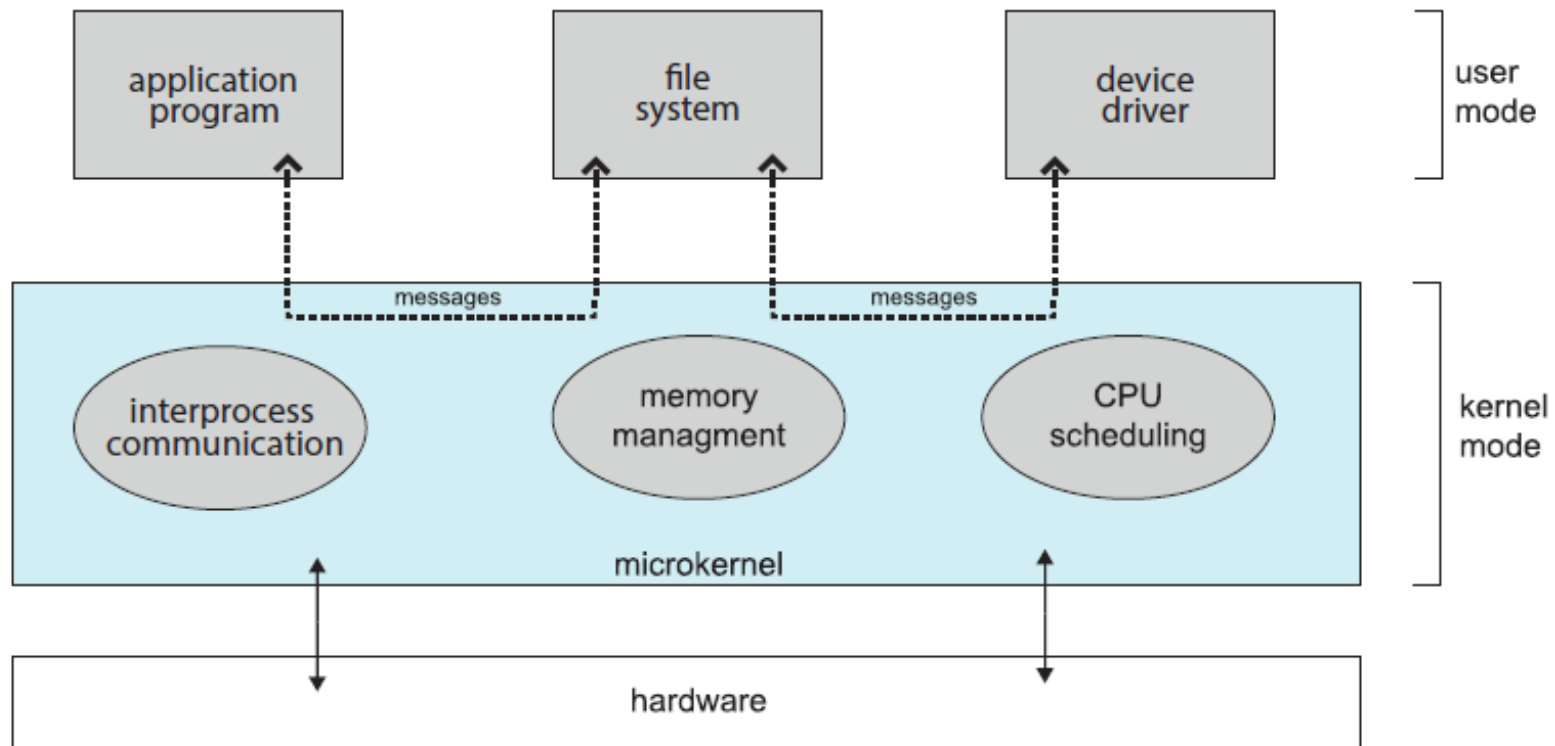 application
program
file
system
device
driver
user
mode
messages
messages
interprocess
communication
memory
managment
CPU
scheduling
kernel
mode
microkernel
hardware